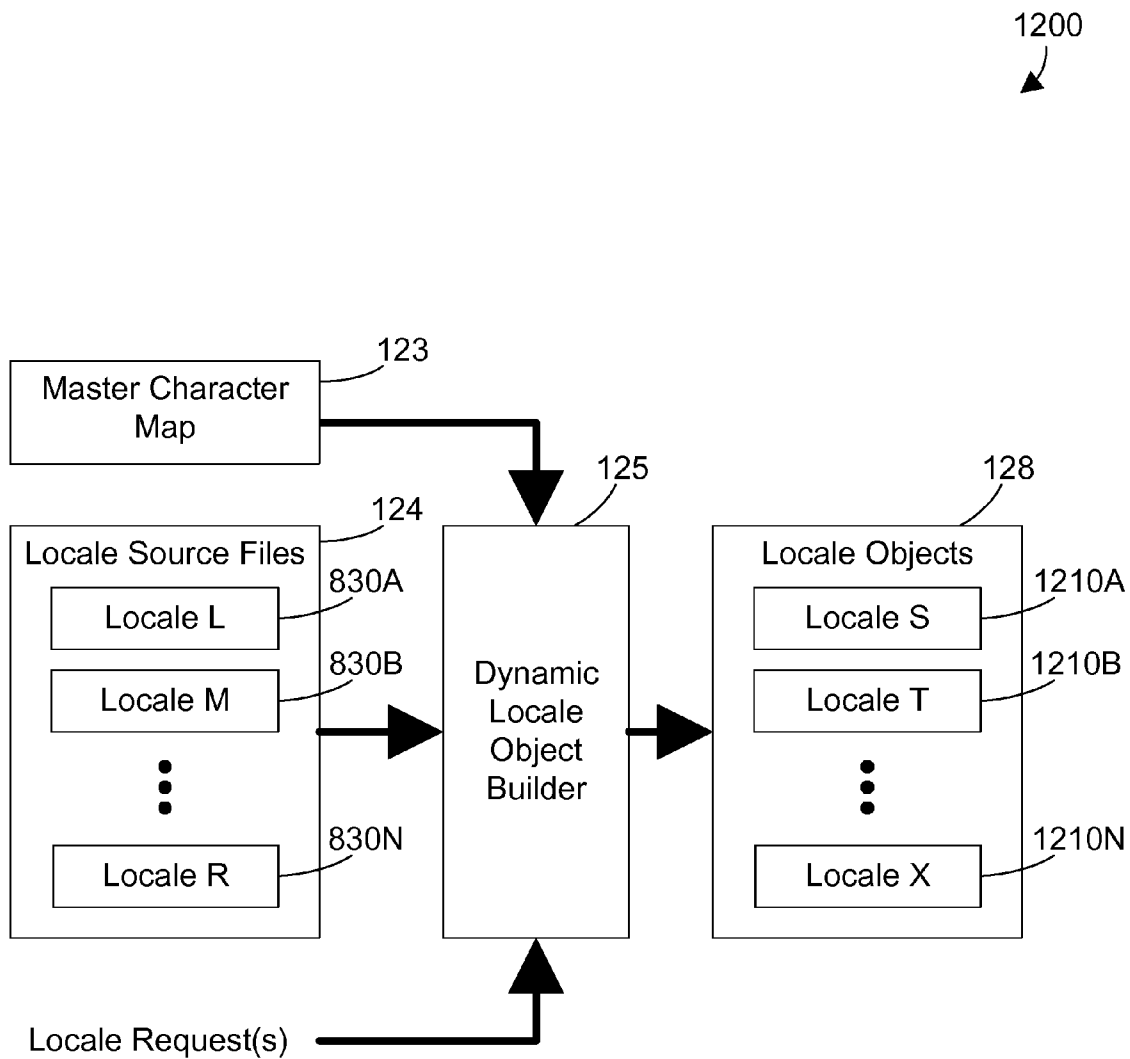 1200
123
Master Character
Map
125
128
124
Locale Source Files
830A
Locale L
830B
Locale M
830N
Locale R
Dynamic
Locale
Object
Builder
Locale Objects
1210A
Locale S
1210B
Locale T
1210N
Locale X
Locale Request(s)